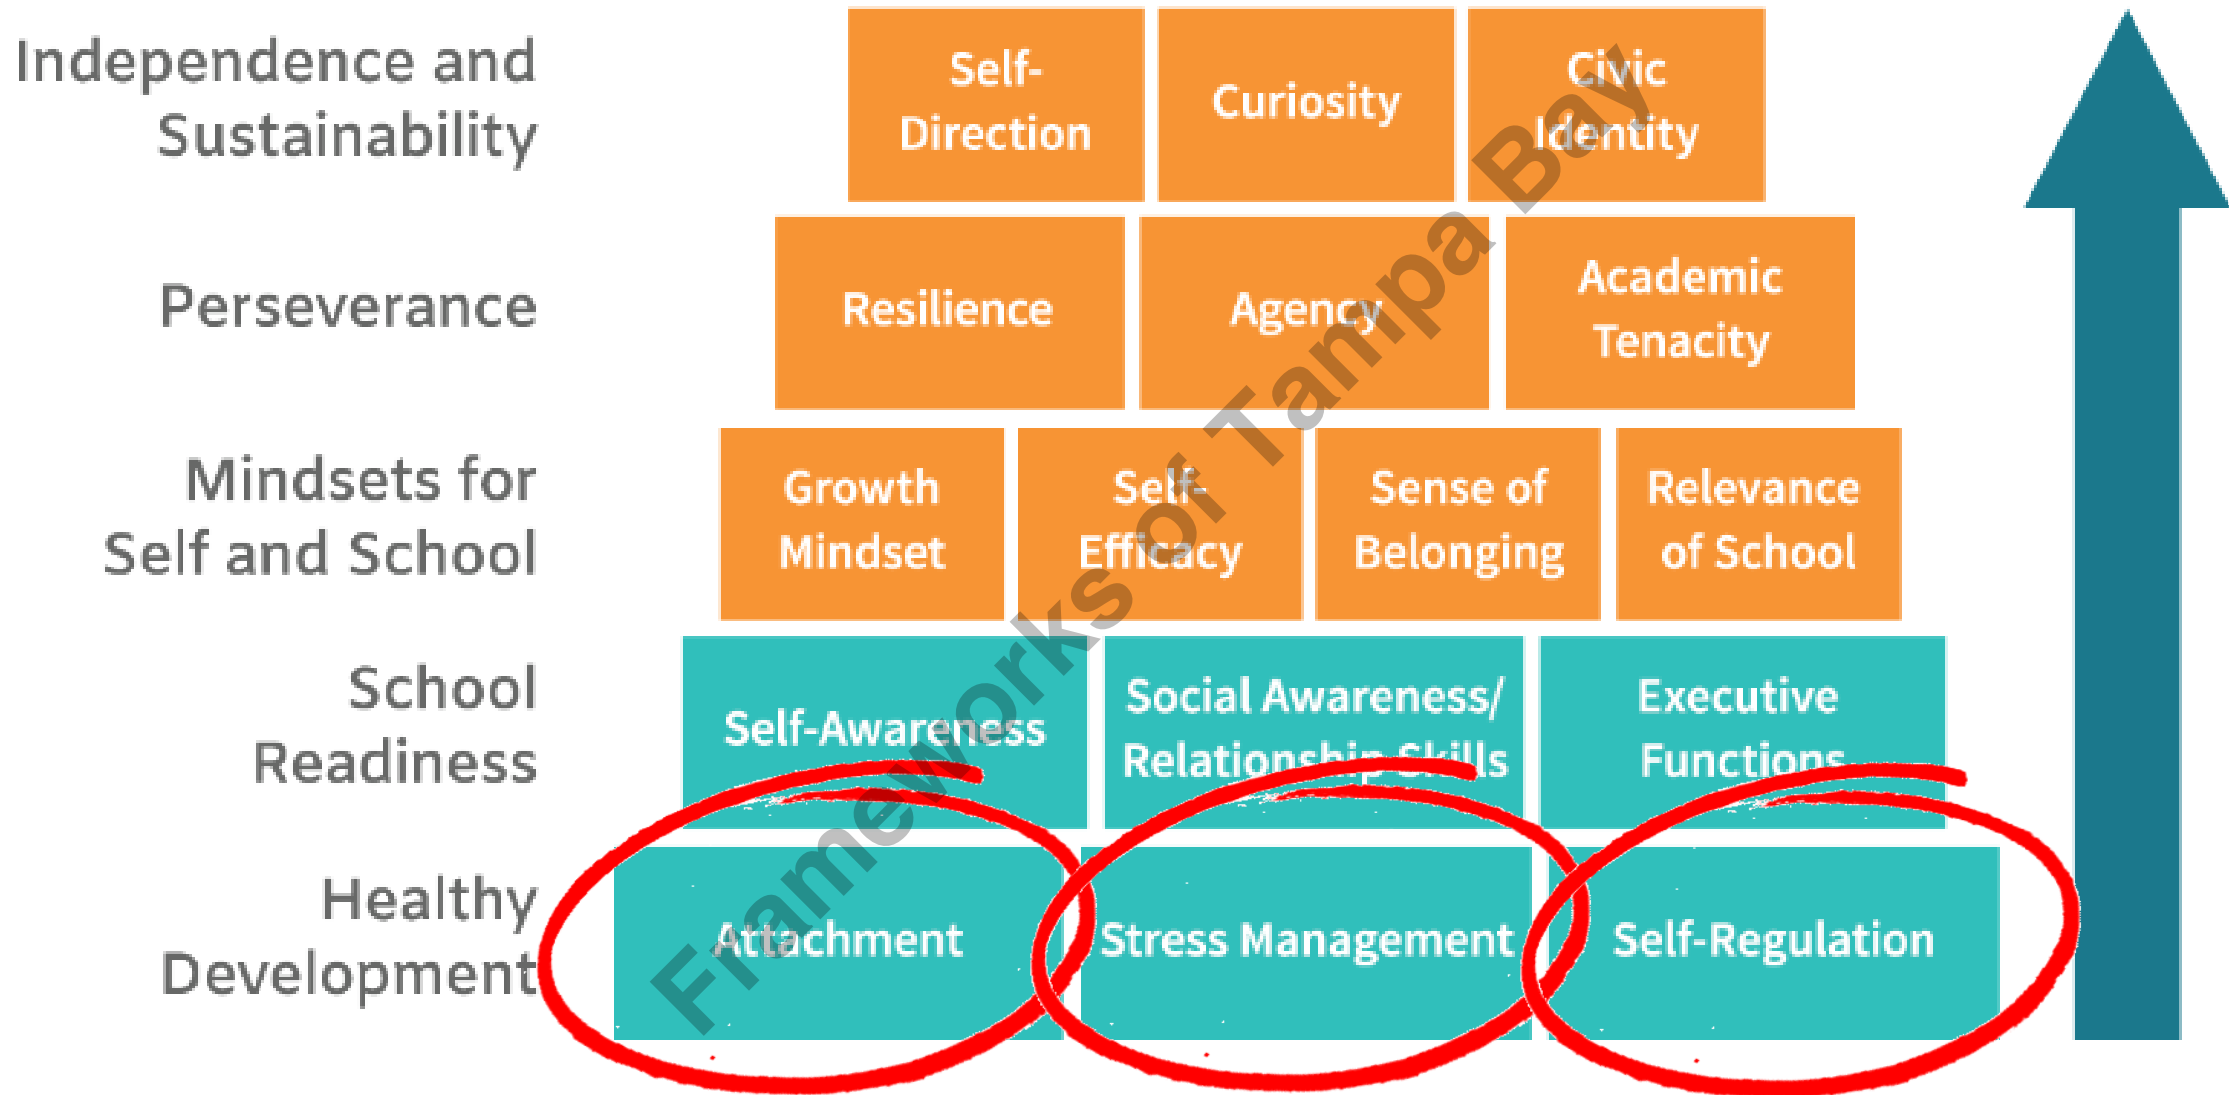 Independence and
Sustainability
Self-
Direction
Curiosity
Civic
Identity
Perseverance
Resilience
Agency
Academic
Tenacity
Mindsets for
Self and School
Growth
Mindset
Self-
Efficacy
Sense of
Belonging
Relevance
of School
School
Readiness
Self-Awareness
Social Awareness/
Relationship Skills
Executive
Functions
Healthy
Development
Attachment
Stress Management
Self-Regulation
Frameworks of Tampa Bay